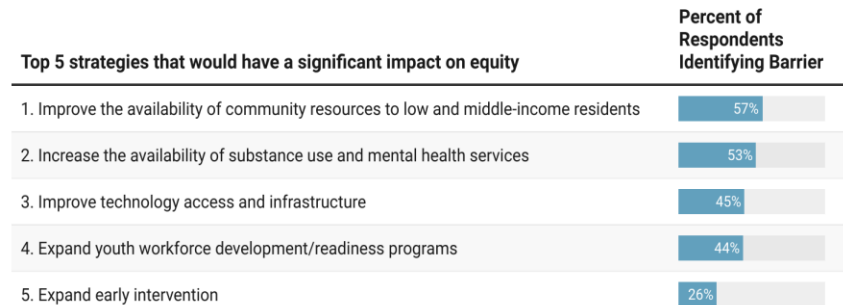 Top 5 strategies that would have a significant impact on equity
Percent of
Respondents
Identifying Barrier
1. Improve the availability of community resources to low and middle-income residents
57%
2. Increase the availability of substance use and mental health services
53%
3. Improve technology access and infrastructure
45%
4. Expand youth workforce development/readiness programs
44%
5. Expand early intervention
26%